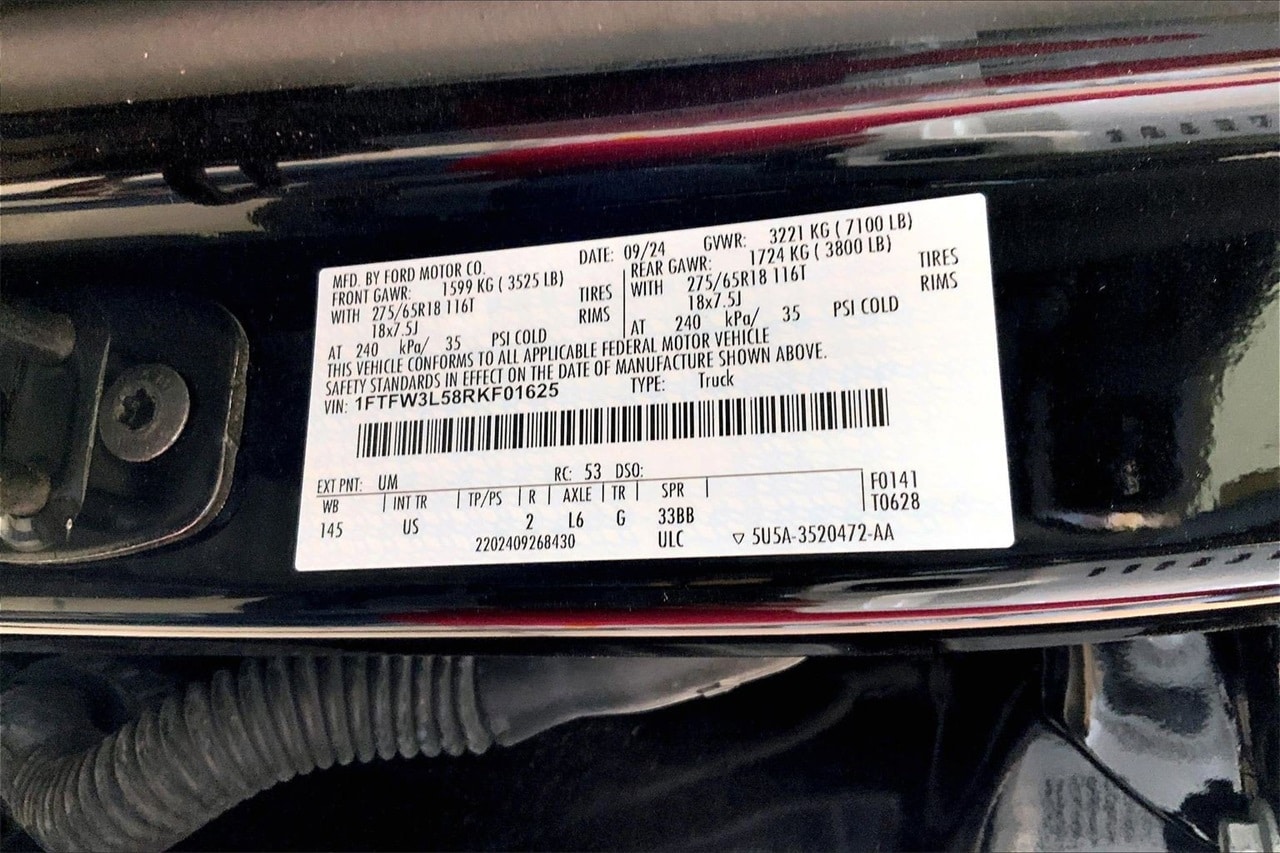 MFD. BY FORD MOTOR CO. DATE: 09/24 GVWR: 3221 KG ( 7100 LB)
FRONT GAWR: 1599 KG ( 3525 LB) REAR GAWR: 1724 KG ( 3800 LB)
WITH 275/65R18 116T TIRES WITH 275/65R18 116T TIRES
18x7.5J RIMS 18x7.5J RIMS
AT 240 kPa/ 35 PSI COLD AT 240 kPa/ 35 PSI COLD
THIS VEHICLE CONFORMS TO ALL APPLICABLE FEDERAL MOTOR VEHICLE
SAFETY STANDARDS IN EFFECT ON THE DATE OF MANUFACTURE SHOWN ABOVE.
VIN: 1FTFW3L58RKF01625 TYPE: Truck
EXT PNT: UM RC: 53 DSO:
WB INT TR TP/PS R AXLE TR SPR F0141
145 US 2 L6 G 33BB T0628
2202409268430 ULC ▽ 5U5A-3520472-AA